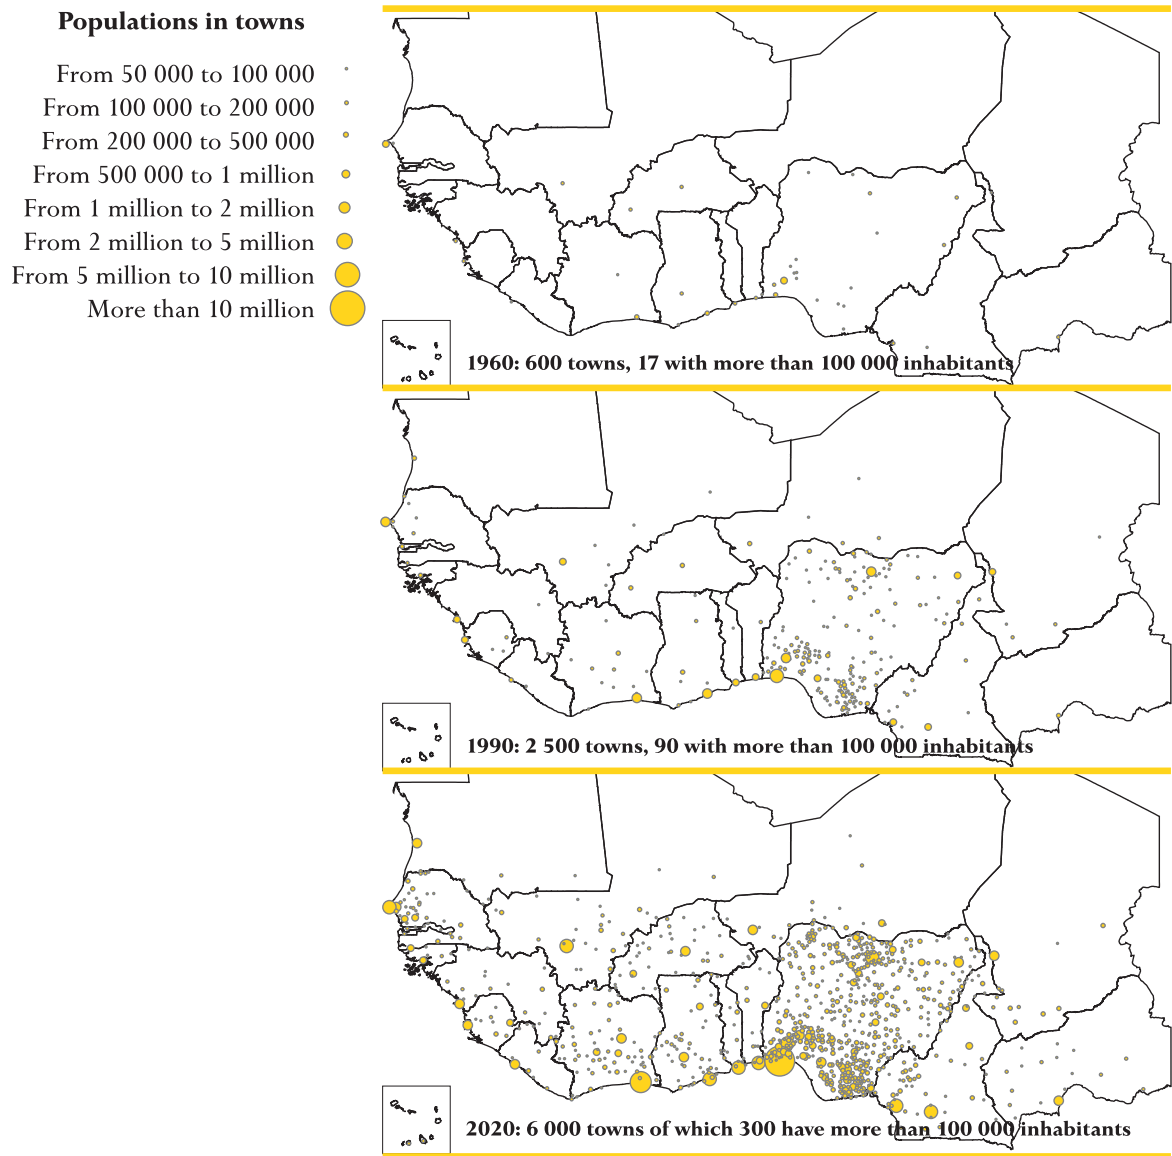 Populations in towns
From 50 000 to 100 000
From 100 000 to 200 000
From 200 000 to 500 000
From 500 000 to 1 million
From 1 million to 2 million
From 2 million to 5 million
From 5 million to 10 million
More than 10 million
1960: 600 towns, 17 with more than 100 000 inhabitants
1990: 2 500 towns, 90 with more than 100 000 inhabitants
2020: 6 000 towns of which 300 have more than 100 000 inhabitants